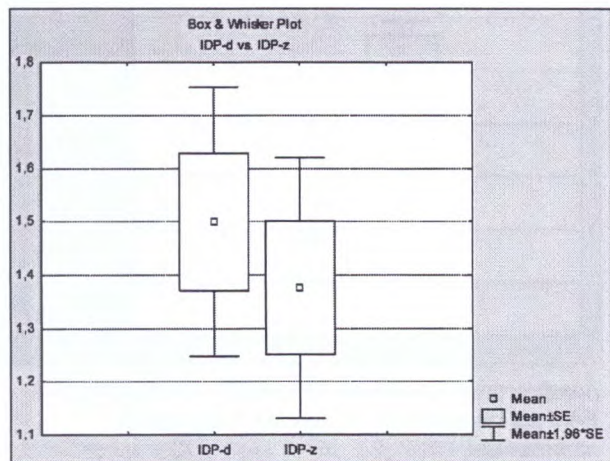 Box & Whisker Plot
IDP-d vs. IDP-z
1,8
1,7
1,6
1,5
1,4
1,3
1,2
1,1
IDP-d
IDP-z
Mean
Mean±SE
Mean±1,96*SE